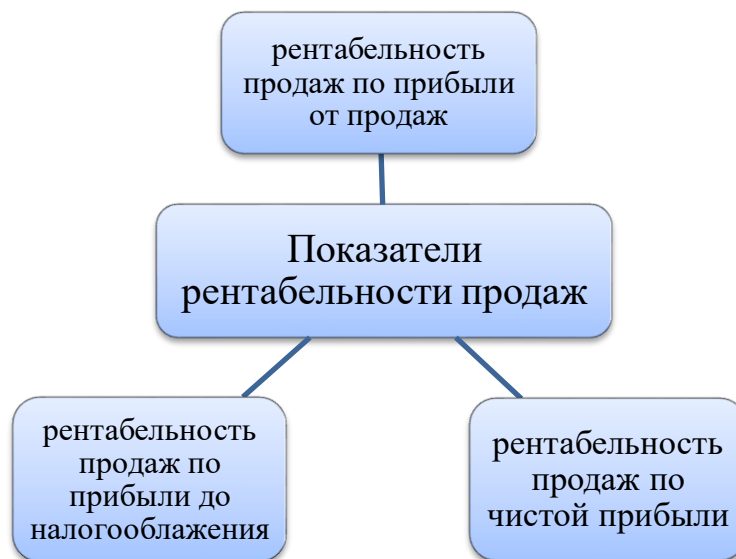 рентабельность
продаж по прибыли
от продаж
Показатели
рентабельности продаж
рентабельность
продаж по
прибыли до
налогооблажения
рентабельность
продаж по
чистой прибыли